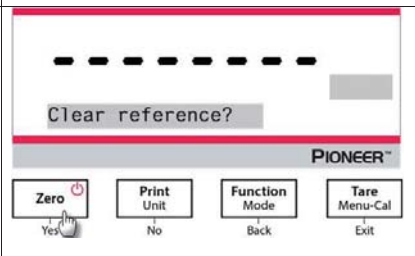 Clear reference?
PIONEER™
Zero Print Function Tare
Unit Mode Menu-Cal
Yes No Back Exit